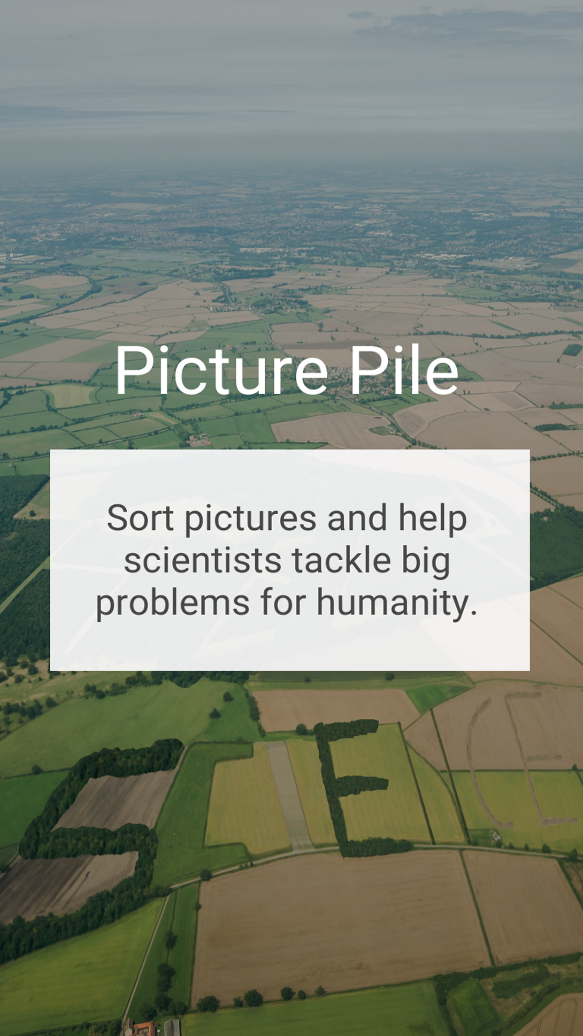 Picture Pile
Sort pictures and help
scientists tackle big
problems for humanity.
S E